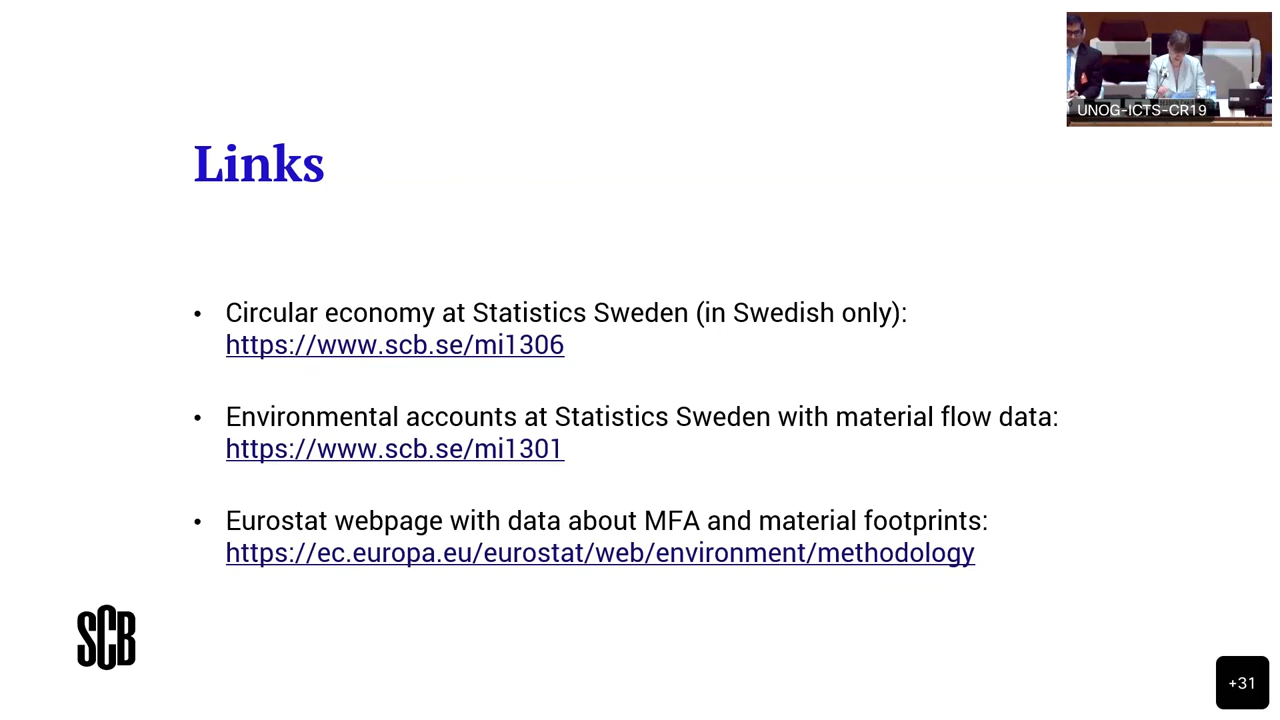 UNOG-ICTS-CR19
Links
• Circular economy at Statistics Sweden (in Swedish only):
https://www.scb.se/mi1306
• Environmental accounts at Statistics Sweden with material flow data:
https://www.scb.se/mi1301
• Eurostat webpage with data about MFA and material footprints:
https://ec.europa.eu/eurostat/web/environment/methodology
SCB
+31